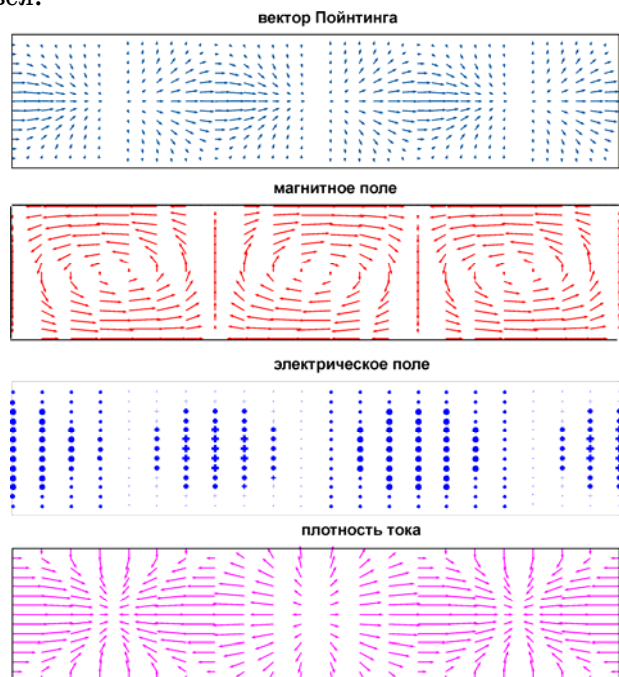 вектор Пойнтинга
магнитное поле
электрическое поле
плотность тока